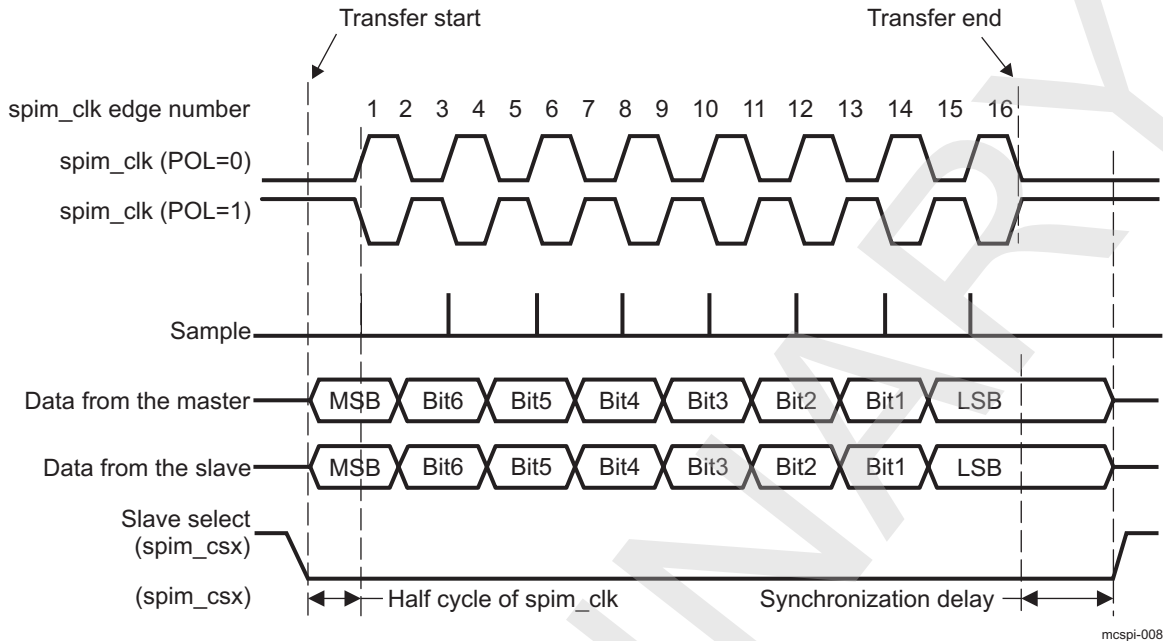 Transfer start Transfer end
spim_clk edge number 1 2 3 4 5 6 7 8 9 10 11 12 13 14 15 16
spim_clk (POL=0)
spim_clk (POL=1)
Sample
Data from the master MSB Bit6 Bit5 Bit4 Bit3 Bit2 Bit1 LSB
Data from the slave MSB Bit6 Bit5 Bit4 Bit3 Bit2 Bit1 LSB
Slave select
(spim_csx)
(spim_csx) Half cycle of spim_clk Synchronization delay
mcspi-008
INARY